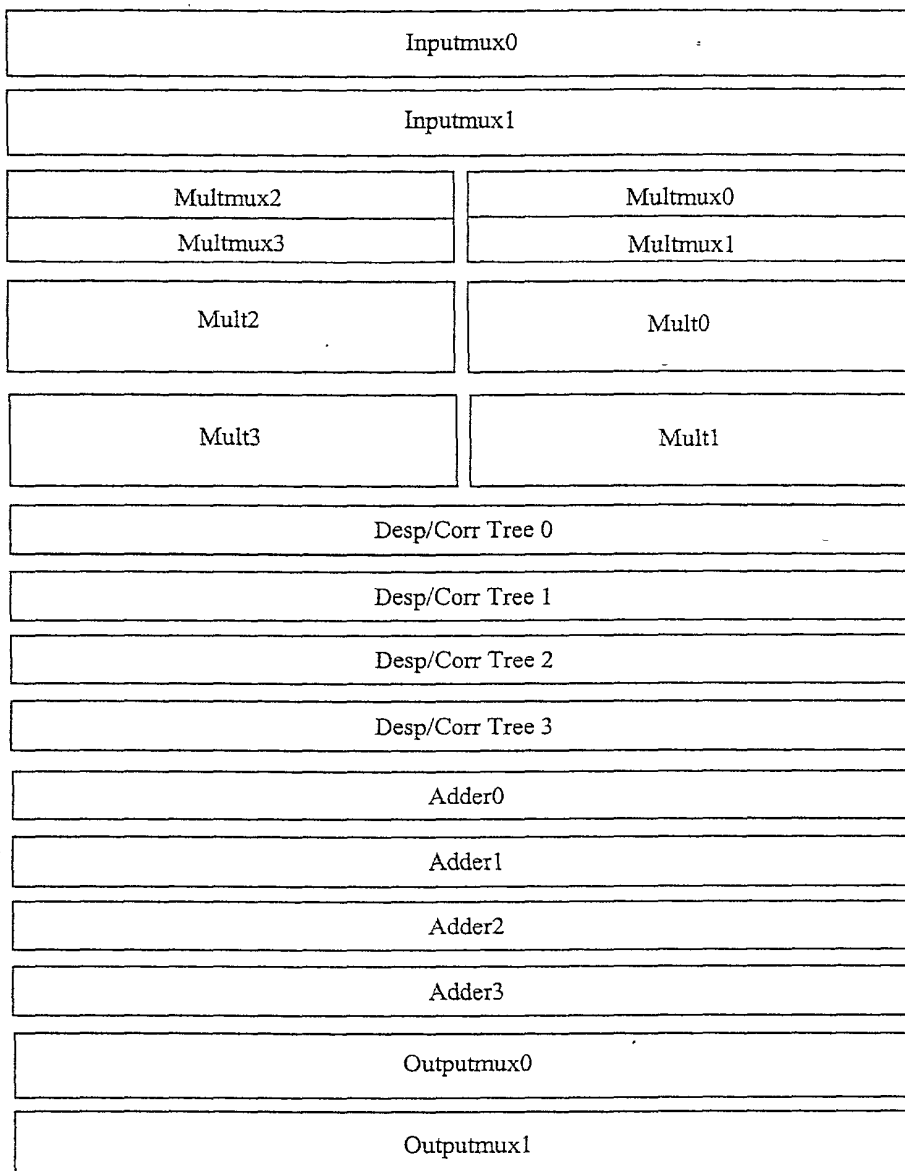 Inputmux0
Inputmux1
Multmux2 Multmux0
Multmux3 Multmux1
Mult2 Mult0
Mult3 Mult1
Desp/Corr Tree 0
Desp/Corr Tree 1
Desp/Corr Tree 2
Desp/Corr Tree 3
Adder0
Adder1
Adder2
Adder3
Outputmux0
Outputmux1